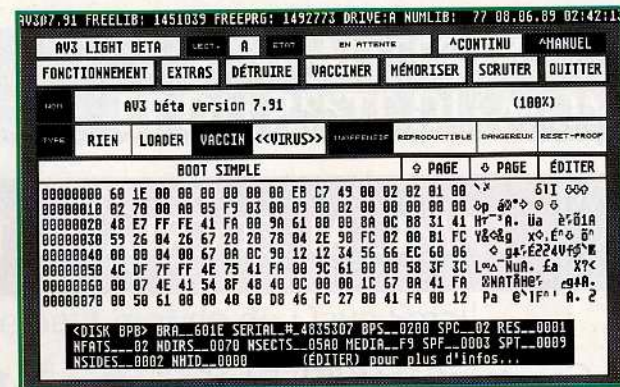 AV3β7.91 FREELIB: 1451039 FREEPRG: 1492773 DRIVE:A NUMLIB: 77 08.06.89 02:42:13
AV3 LIGHT BETA LECT. A ETAT EN ATTENTE ^CONTINU ^MANUEL
FONCTIONNEMENT EXTRAS DÉTRUIRE VACCINER MÉMORISER SCRUTER QUITTER
NOM AV3 béta version 7.91 (100%)
TYPE RIEN LOADER VACCIN <<VIRUS>> INOFFENSIF REPRODUCTIBLE DANGEREUX RESET-PROOF
BOOT SIMPLE ⇧ PAGE ⇩ PAGE ÉDITER
00000000 60 1E 00 00 00 00 00 00 EB C7 49 00 02 02 01 00
00000010 02 70 00 A0 05 F9 03 00 09 00 02 00 00 00 00 00
00000020 48 E7 FF FE 41 FA 00 9A 61 00 00 8A 0C B8 31 41
00000030 59 26 04 26 67 20 20 78 04 2E 90 FC 02 00 B1 FC
00000040 00 00 04 00 67 0A 0C 90 12 12 34 56 66 EC 60 06
00000050 4C DF 7F FF 4E 75 41 FA 00 9C 61 00 00 58 3F 3C
00000060 00 07 4E 41 54 8F 48 40 0C 00 00 1C 67 0A 41 FA
00000070 00 50 61 00 00 40 60 D8 46 FC 27 00 41 FA 00 12
<DISK BPB> BRA__601E SERIAL_#_4835307 BPS__0200 SPC__02 RES__0001
NFATS___02 NDIRS__0070 NSECTS__05A0 MEDIA__F9 SPF__0003 SPT__0009
NSIDES__0002 NHID__0000 (ÉDITER) pour plus d'infos...